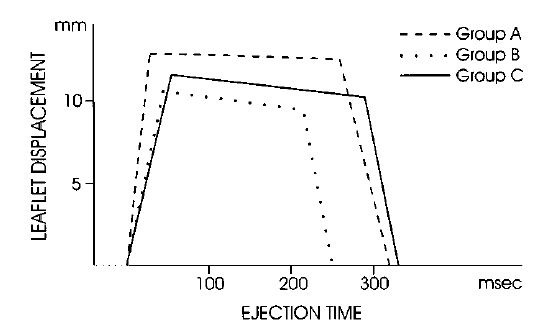 mm
Group A
Group B
Group C
LEAFLET DISPLACEMENT
10
5
100 200 300 msec
EJECTION TIME